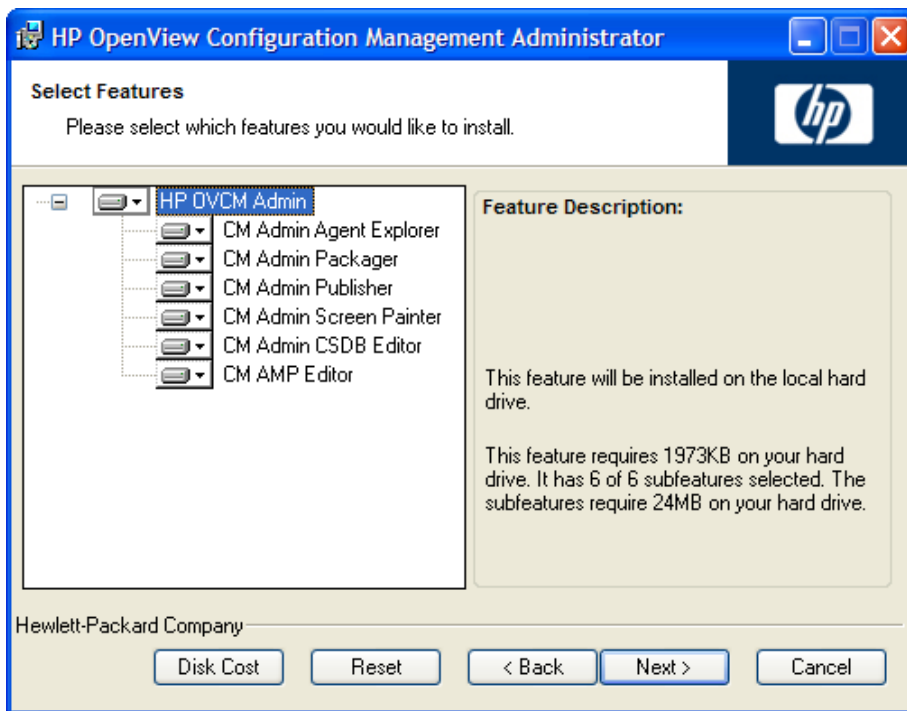 HP OpenView Configuration Management Administrator
Select Features
Please select which features you would like to install.
hp
HP OVCM Admin
CM Admin Agent Explorer
CM Admin Packager
CM Admin Publisher
CM Admin Screen Painter
CM Admin CSDB Editor
CM AMP Editor
Feature Description:
This feature will be installed on the local hard
drive.
This feature requires 1973KB on your hard
drive. It has 6 of 6 subfeatures selected. The
subfeatures require 24MB on your hard drive.
Hewlett-Packard Company
Disk Cost
Reset
< Back
Next >
Cancel